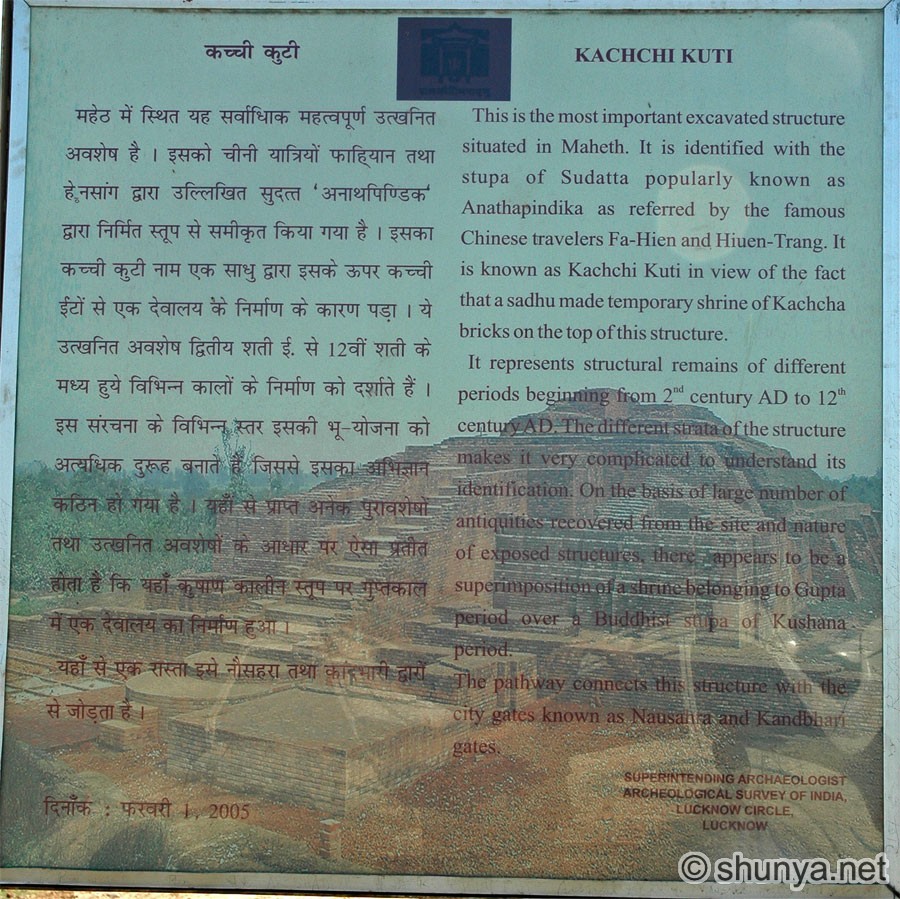 कच्ची कुटी
महेठ में स्थित यह सर्वाधिाक महत्वपूर्ण उत्खनित
अवशेष है । इसको चीनी यात्रियों फाहि्यान तथा
द्वारा उल्लिखित सुदत्त 'अनाथपिण्डिक'
द्वारा निर्मित स्तूप से समीकृत किया गया है । इसका
कच्ची कुटी नाम एक साधु द्वारा इसके ऊपर कच्ची
ईटों से एक देवालय के निर्माण के कारण पड़ा । ये
उत्खनित अवशेष द्वितीय शती ई. से 12वीं शती के
मध्य हुये विभिन्न कालों के निर्माण को दर्शाते हैं ।
इस संरचना के विभिन्न स्तर इसकी भू-योजना को
अत्यधिक दुरूह बनाते हैं जिससे इसका अभिज्ञान
कठिन हो गया है । यहाँ से प्राप्त अनेक पुरावशेषों
तथा उत्खनित अवशेषों के आधार पर ऐसा प्रतीत
होता है कि यहाँ कुषाण कालीन स्तूप पर गुप्तकाल
में एक देवालय का निर्माण हुआ ।
यहाँ से एक रास्ता इसे नौसहरा तथा कांदभारी द्वारों
से जोड़ता है ।
दिनाँक : फरवरी 1, 2005
KACHCHI KUTI
This is the most important excavated structure
situated in Maheth. It is identified with the
stupa of Sudatta popularly known as
Anathapindika as referred by the famous
Chinese travelers Fa-Hien and Hiuen-Trang. It
is known as Kachchi Kuti in view of the fact
that a sadhu made temporary shrine of Kachcha
bricks on the top of this structure.
It represents structural remains of different
periods beginning from 2nd century AD to 12th
century AD. The different strata of the structure
makes it very complicated to understand its
identification. On the basis of large number of
antiquities recovered from the site and nature
of exposed structures, there appears to be a
superimposition of a shrine belonging to Gupta
period over a Buddhist stupa of Kushana
period.
The pathway connects this structure with the
city gates known as Nausahra and Kandbhari
gates.
SUPERINTENDING ARCHAEOLOGIST
ARCHEOLOGICAL SURVEY OF INDIA,
LUCKNOW CIRCLE,
LUCKNOW
© shunya.net